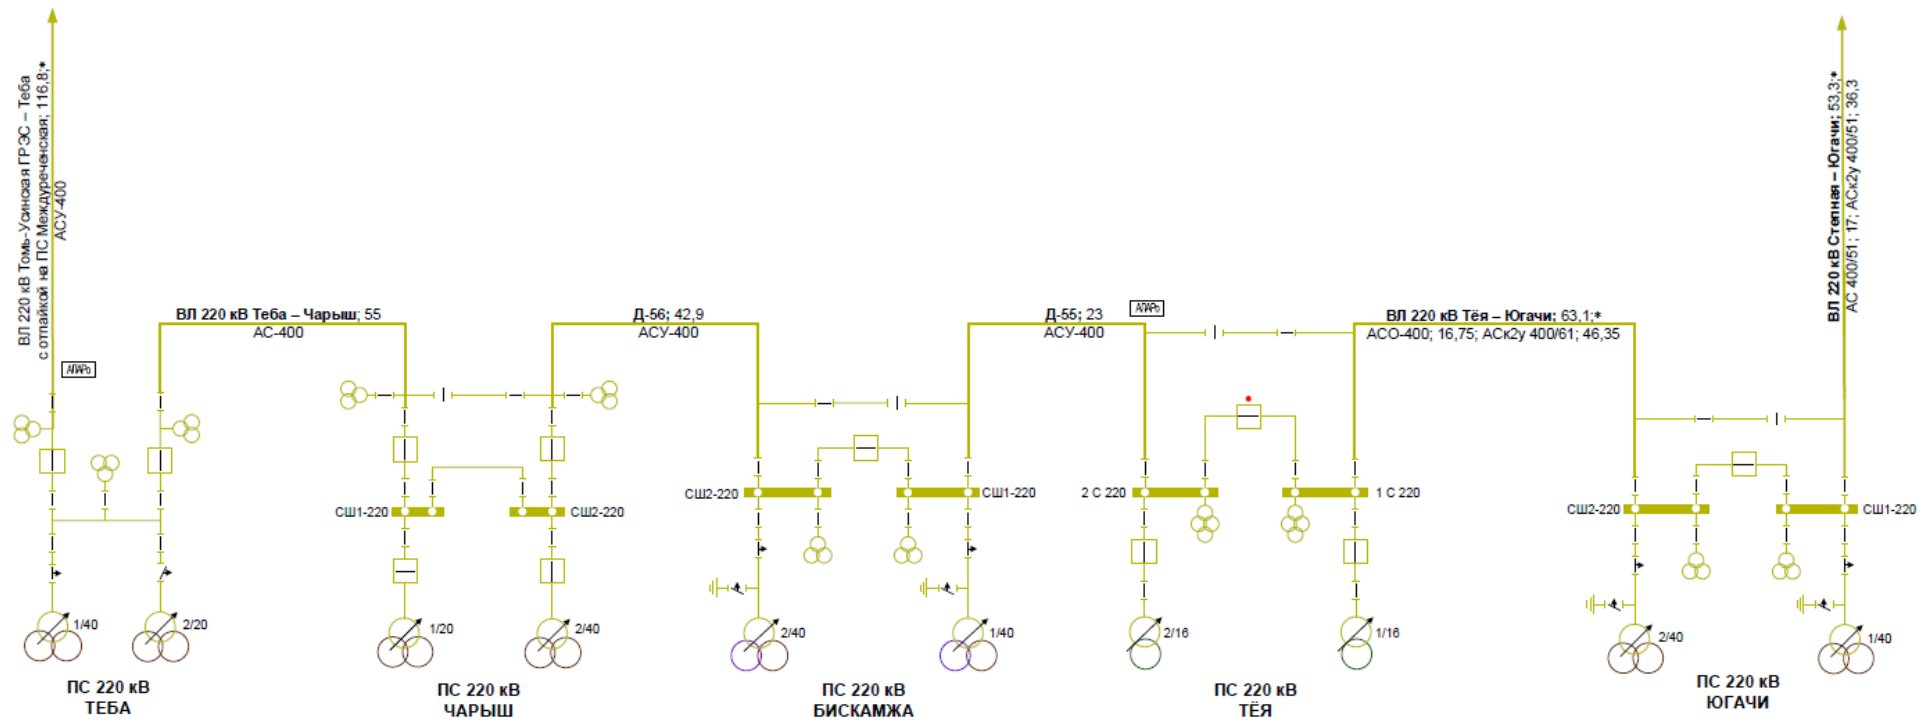 ВЛ 220 кВ Томь-Усинская ГРЭС – Теба
с отпайкой на ПС Междуреченская; 116,8;*
АСУ-400
АПАРо
ВЛ 220 кВ Теба – Чарыш; 55
АС-400
Д-56; 42,9
АСУ-400
Д-55; 23
АСУ-400
АПАРо
ВЛ 220 кВ Тёя – Югачи; 63,1;*
АСО-400; 16,75; АСк2у 400/61; 46,35
ВЛ 220 кВ Степная – Югачи; 53,3;*
АС 400/51; 17; АСк2у 400/51; 36,3
СШ1-220
СШ2-220
СШ2-220
СШ1-220
2 С 220
1 С 220
СШ2-220
СШ1-220
1/40
2/20
1/20
2/40
2/40
1/40
2/16
1/16
2/40
1/40
ПС 220 кВ
ТЕБА
ПС 220 кВ
ЧАРЫШ
ПС 220 кВ
БИСКАМЖА
ПС 220 кВ
ТЁЯ
ПС 220 кВ
ЮГАЧИ